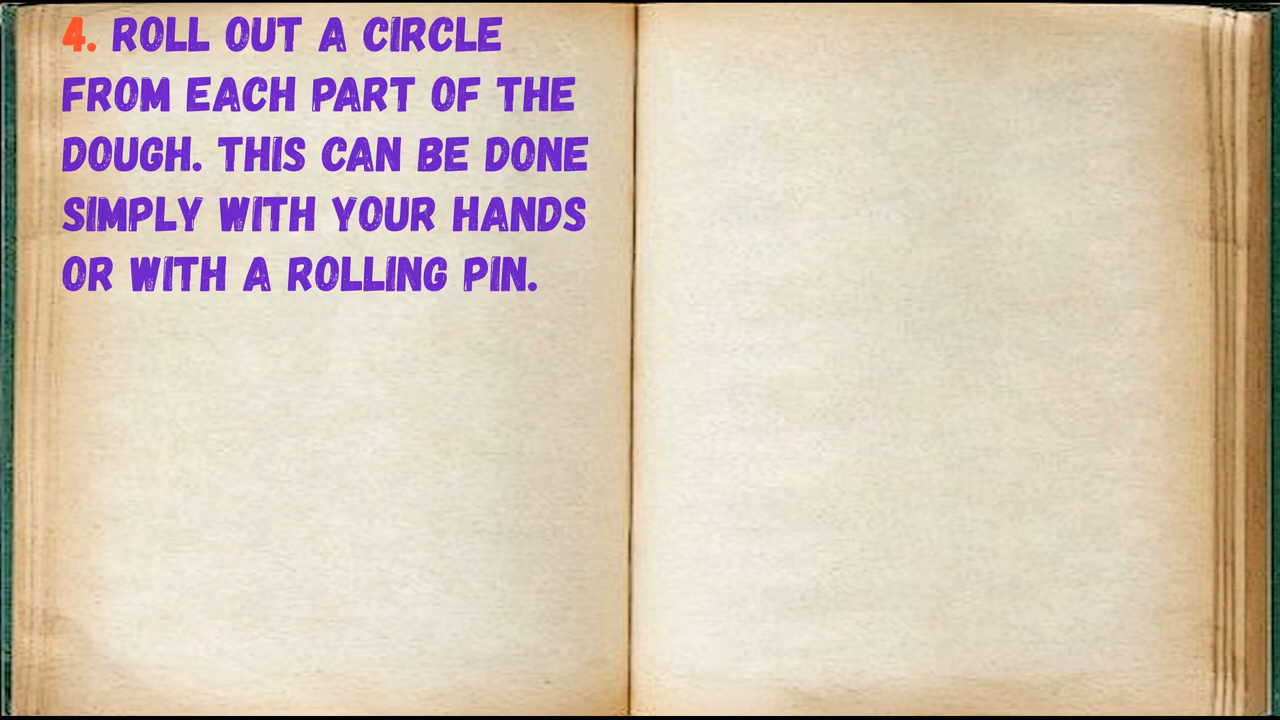 4. ROLL OUT A CIRCLE
FROM EACH PART OF THE
DOUGH. THIS CAN BE DONE
SIMPLY WITH YOUR HANDS
OR WITH A ROLLING PIN.